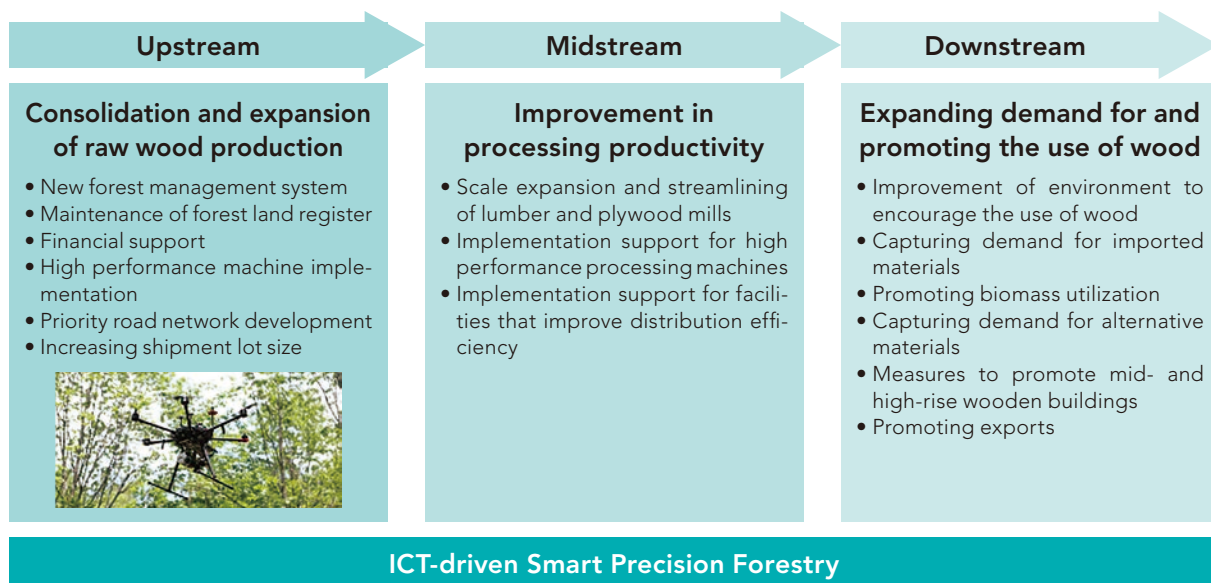 Upstream
Consolidation and expansion
of raw wood production
• New forest management system
• Maintenance of forest land register
• Financial support
• High performance machine imple-
mentation
• Priority road network development
• Increasing shipment lot size
Midstream
Improvement in
processing productivity
• Scale expansion and streamlining
of lumber and plywood mills
• Implementation support for high
performance processing machines
• Implementation support for facili-
ties that improve distribution effi-
ciency
Downstream
Expanding demand for and
promoting the use of wood
• Improvement of environment to
encourage the use of wood
• Capturing demand for imported
materials
• Promoting biomass utilization
• Capturing demand for alternative
materials
• Measures to promote mid- and
high-rise wooden buildings
• Promoting exports
ICT-driven Smart Precision Forestry